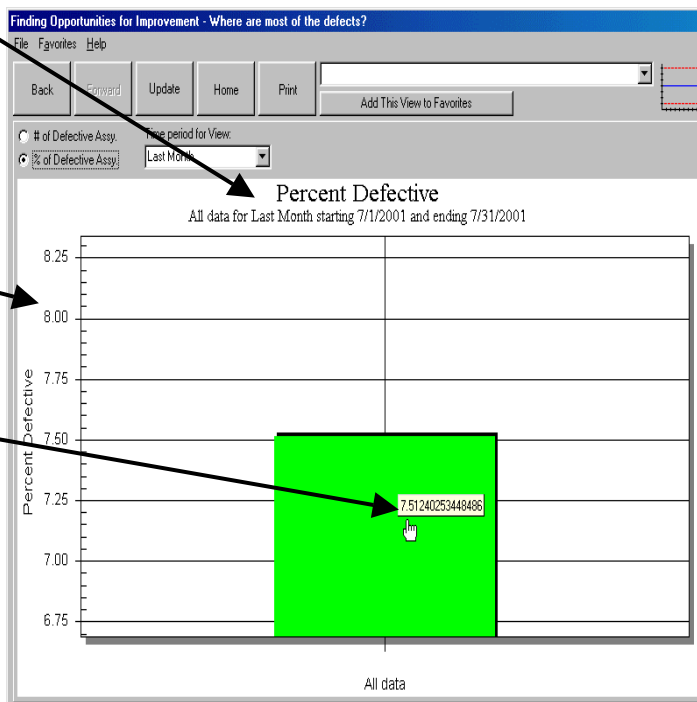 Finding Opportunities for Improvement - Where are most of the defects?
File Favorites Help
Back Forward Update Home Print
Add This View to Favorites
# of Defective Assy. Time period for View:
% of Defective Assy. Last Month
Percent Defective
All data for Last Month starting 7/1/2001 and ending 7/31/2001
8.25
8.00
7.75
7.50
7.25
7.00
6.75
Percent Defective
7.51240253448486
All data